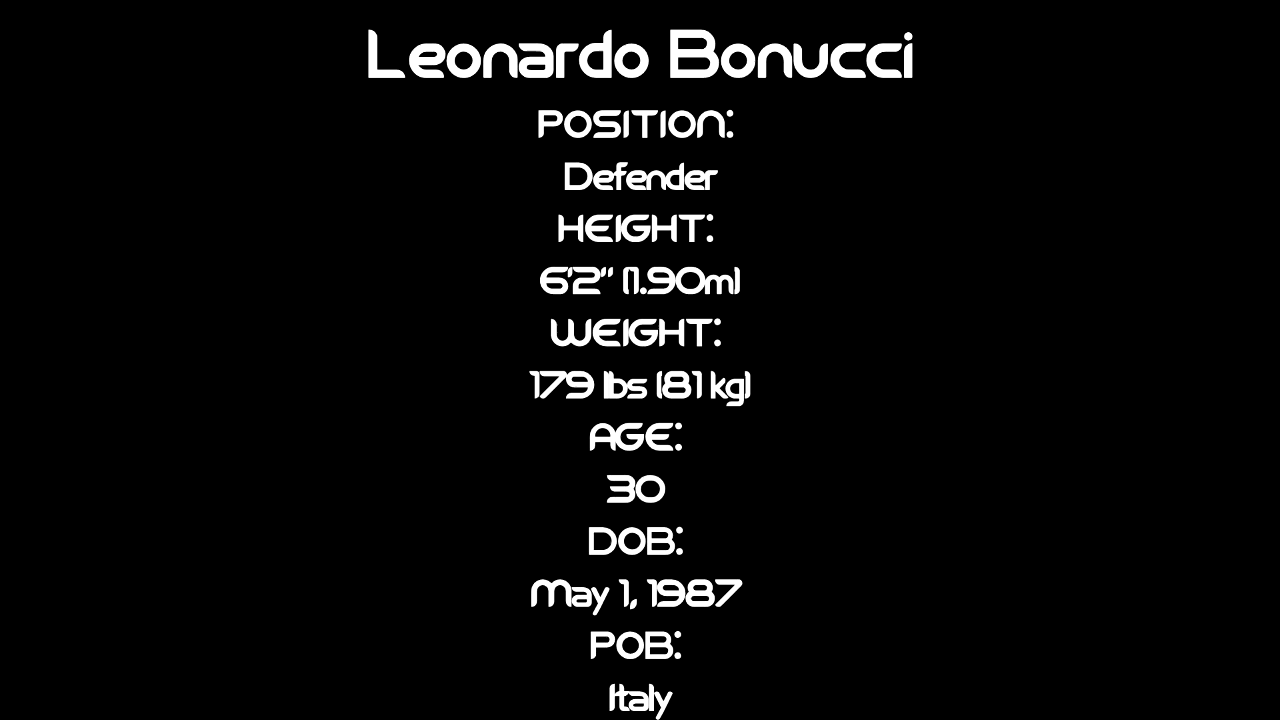 Leonardo Bonucci
POSITION:
Defender
HEIGHT:
6'2" (1.90m)
WEIGHT:
179 lbs (81 kg)
AGE:
30
DOB:
May 1, 1987
POB:
Italy